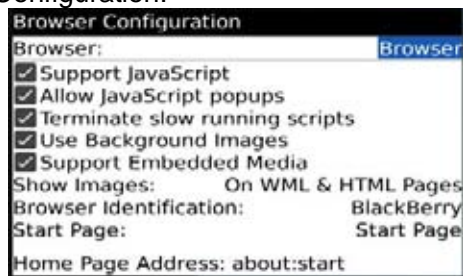 Configuration.
Browser Configuration
Browser: Browser
Support JavaScript
Allow JavaScript popups
Terminate slow running scripts
Use Background Images
Support Embedded Media
Show Images: On WML & HTML Pages
Browser Identification: BlackBerry
Start Page: Start Page
Home Page Address: about:start